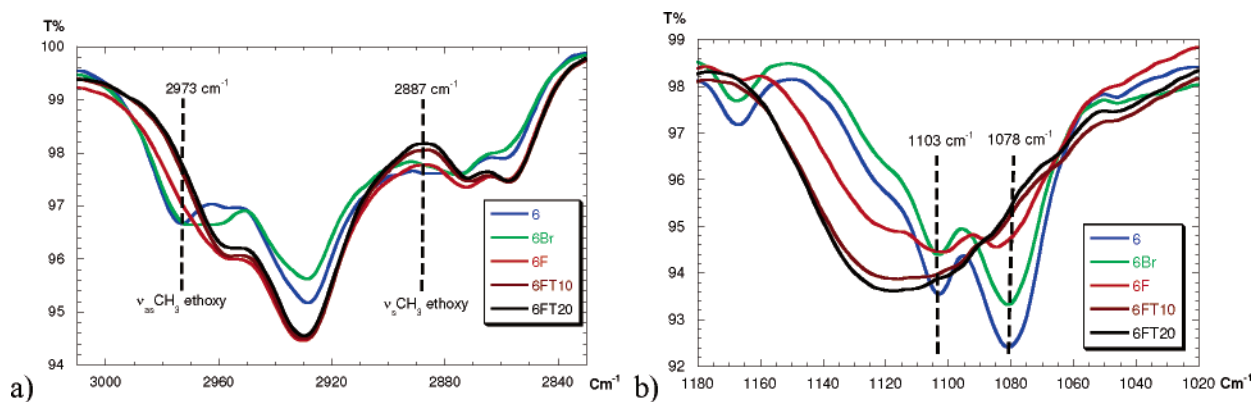 T%
100
99
98
97
96
95
94
2973 cm-1
2887 cm-1
νasCH3 ethoxy
νsCH3 ethoxy
6
6Br
6F
6FT10
6FT20
3000 2960 2920 2880 2840 Cm-1
a)
T%
99
98
97
96
95
94
93
92
1103 cm-1
1078 cm-1
6
6Br
6F
6FT10
6FT20
1180 1160 1140 1120 1100 1080 1060 1040 1020 Cm-1
b)